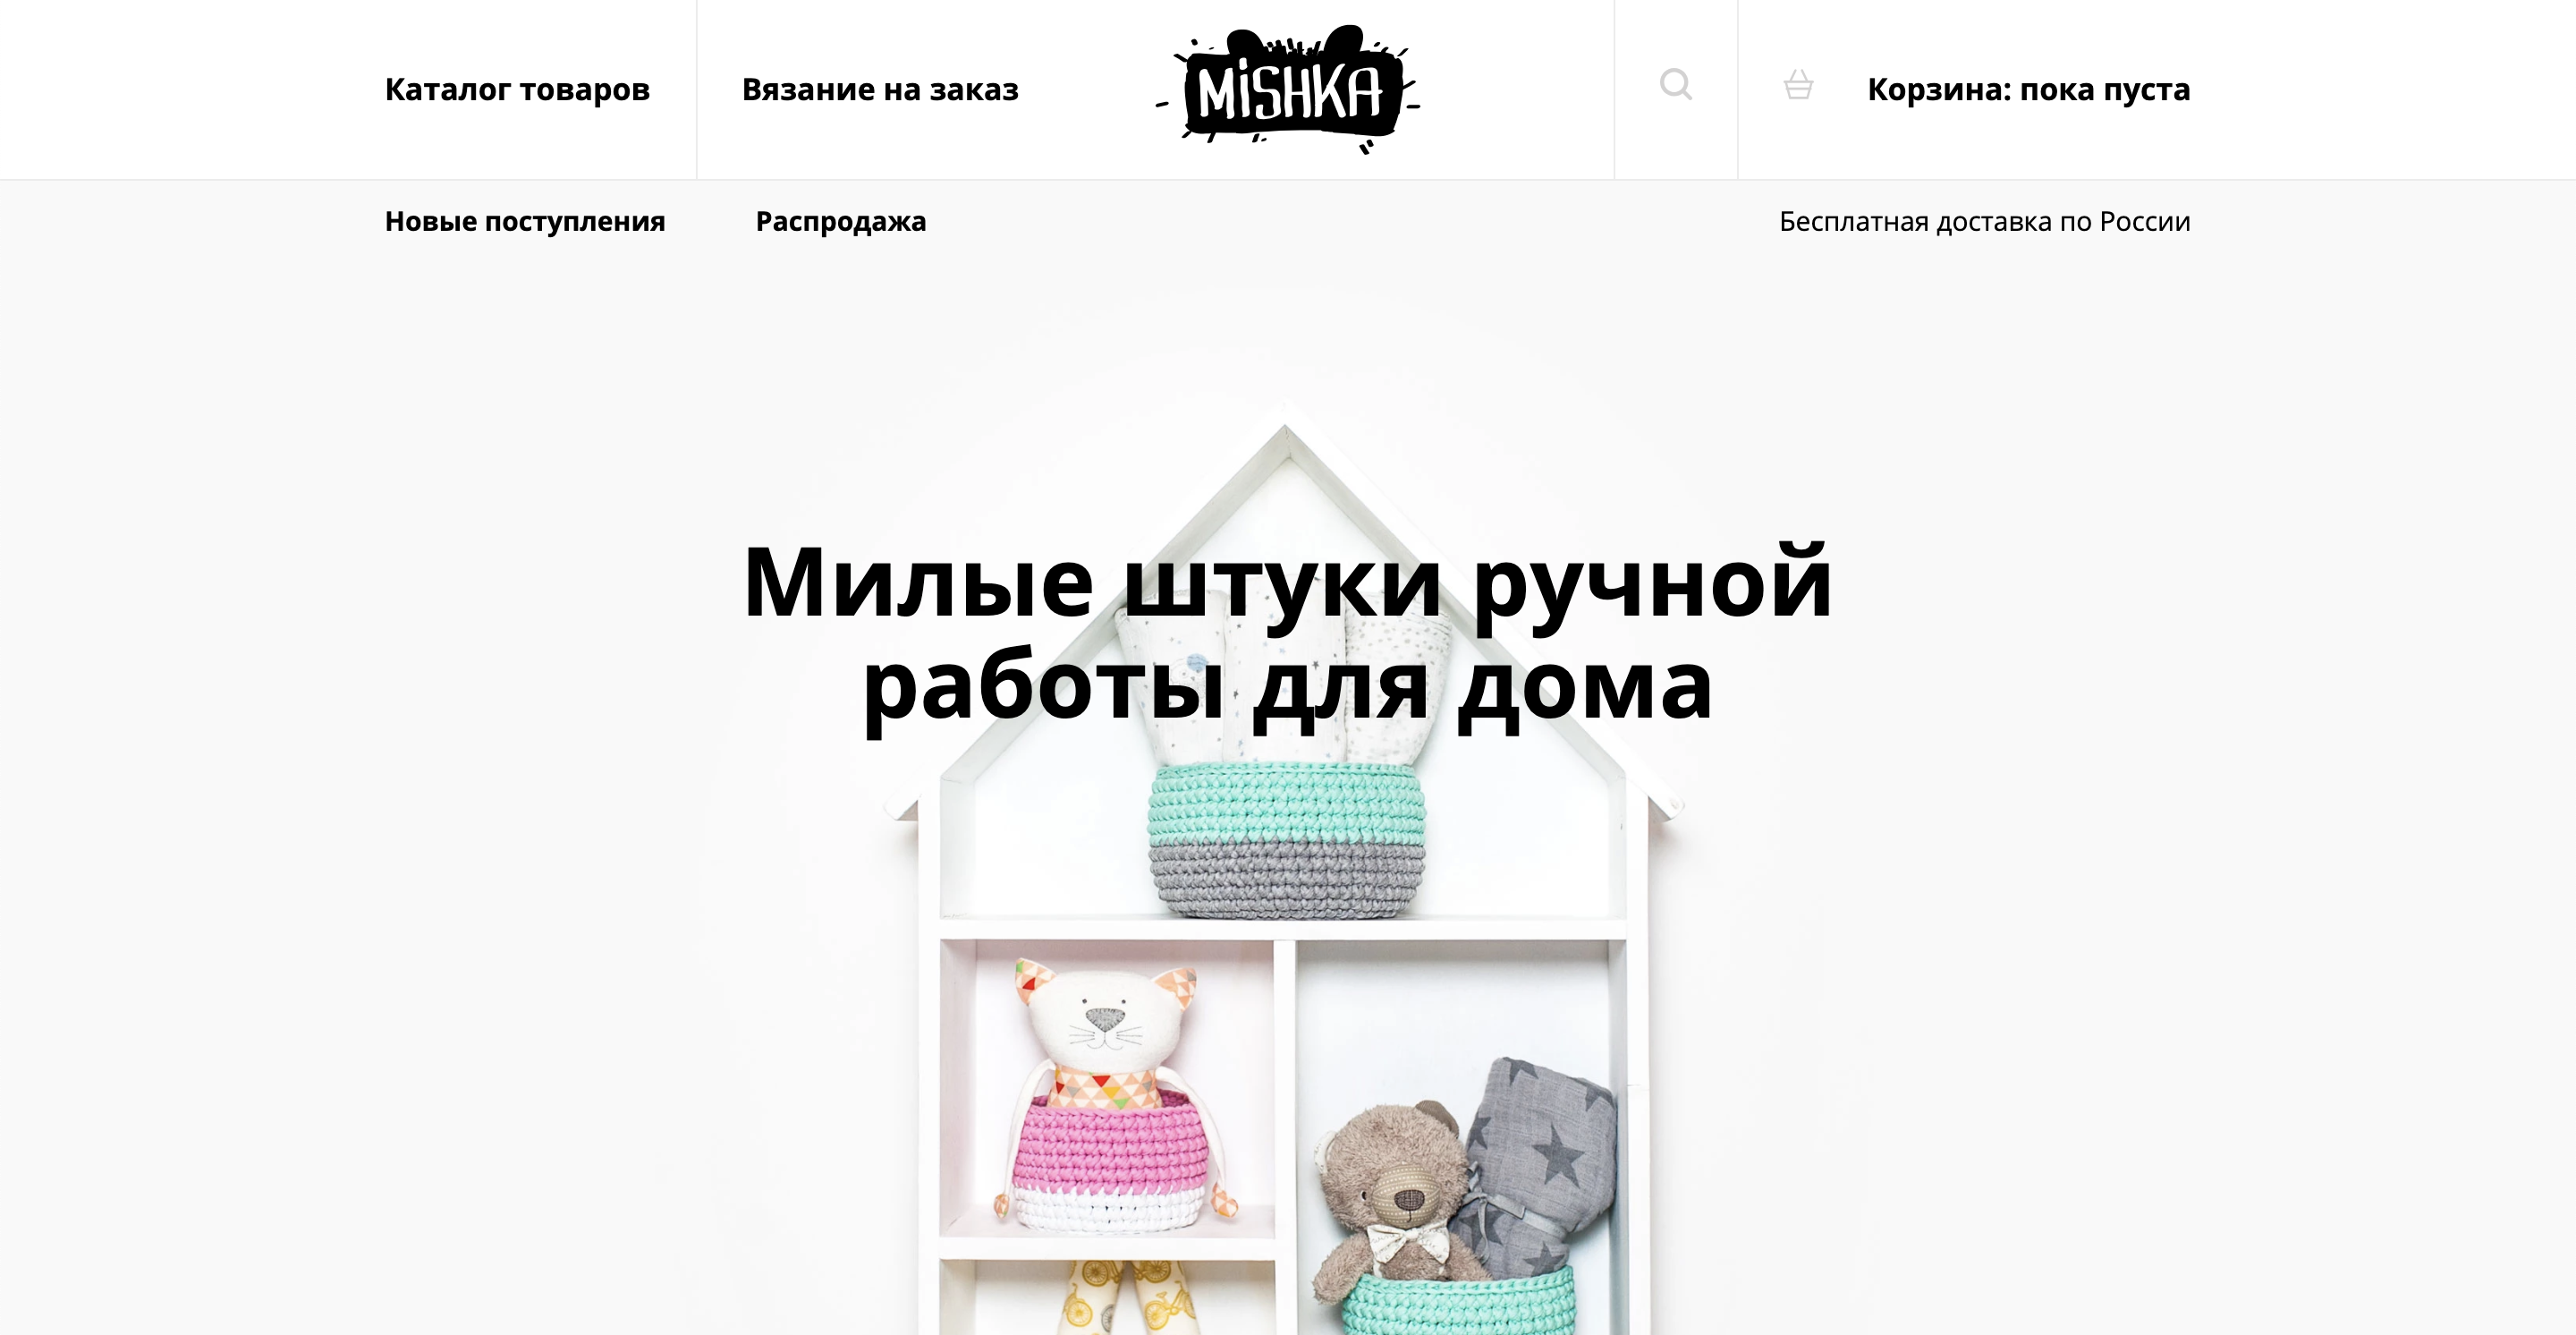 Каталог товаров
Вязание на заказ
MiSHKA
Корзина: пока пуста
Новые поступления
Распродажа
Бесплатная доставка по России
Милые штуки ручной
работы для дома